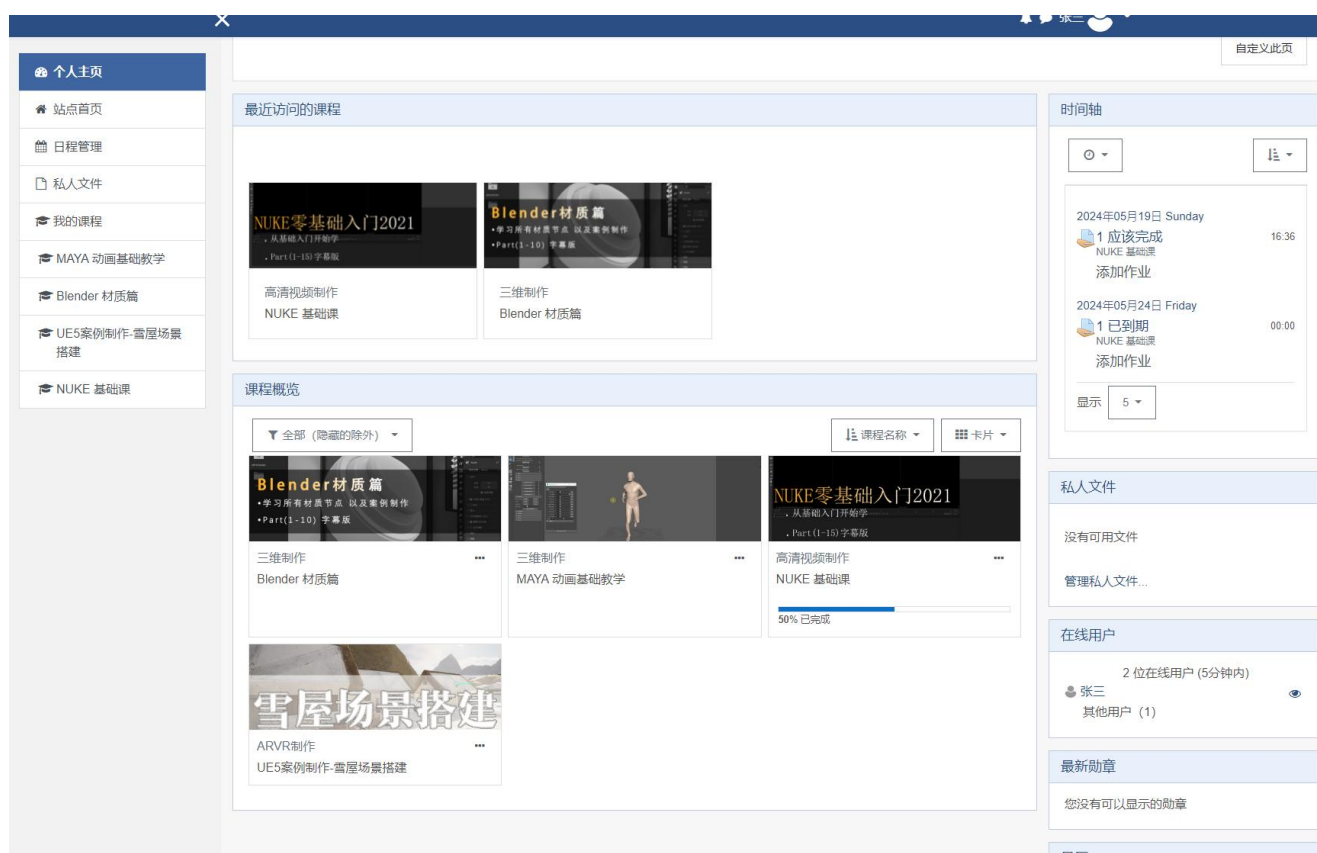 张三
自定义此页
个人主页
站点首页
日程管理
私人文件
我的课程
MAYA 动画基础教学
Blender 材质篇
UE5案例制作-雪屋场景
搭建
NUKE 基础课
最近访问的课程
NUKE零基础入门2021
. 从基础入门开始学
. Part(1-15)字幕版
高清视频制作
NUKE 基础课
Blender材质篇
•学习所有材质节点 以及案例制作
•Part(1-10) 字幕版
三维制作
Blender 材质篇
课程概览
全部（隐藏的除外）
课程名称
卡片
Blender材质篇
•学习所有材质节点 以及案例制作
•Part(1-10) 字幕版
三维制作
Blender 材质篇
三维制作
MAYA 动画基础教学
NUKE零基础入门2021
. 从基础入门开始学
. Part(1-15)字幕版
高清视频制作
NUKE 基础课
50% 已完成
雪屋场景搭建
ARVR制作
UE5案例制作-雪屋场景搭建
时间轴
2024年05月19日 Sunday
1 应该完成 16:36
NUKE 基础课
添加作业
2024年05月24日 Friday
1 已到期 00:00
NUKE 基础课
添加作业
显示 5
私人文件
没有可用文件
管理私人文件...
在线用户
2 位在线用户 (5分钟内)
张三
其他用户（1）
最新勋章
您没有可以显示的勋章